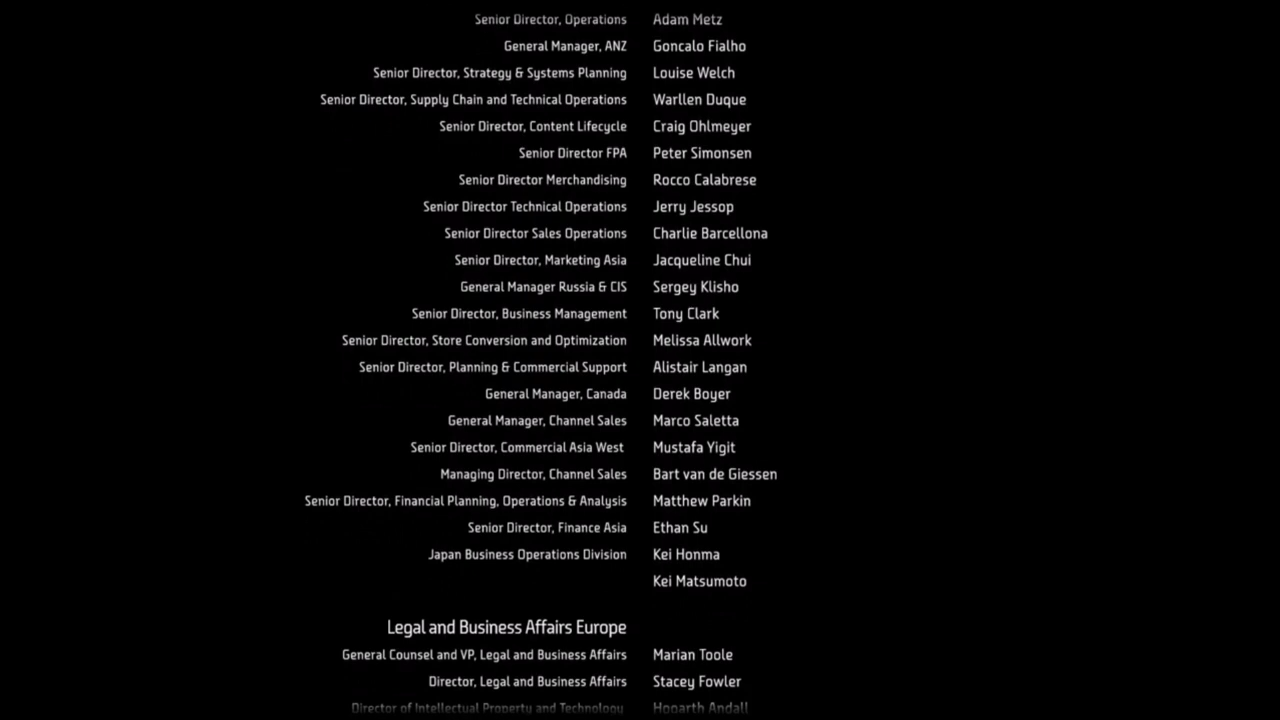 Senior Director, Operations Adam Metz
General Manager, ANZ Goncalo Fialho
Senior Director, Strategy & Systems Planning Louise Welch
Senior Director, Supply Chain and Technical Operations Warllen Duque
Senior Director, Content Lifecycle Craig Ohlmeyer
Senior Director FPA Peter Simonsen
Senior Director Merchandising Rocco Calabrese
Senior Director Technical Operations Jerry Jessop
Senior Director Sales Operations Charlie Barcellona
Senior Director, Marketing Asia Jacqueline Chui
General Manager Russia & CIS Sergey Klisho
Senior Director, Business Management Tony Clark
Senior Director, Store Conversion and Optimization Melissa Allwork
Senior Director, Planning & Commercial Support Alistair Langan
General Manager, Canada Derek Boyer
General Manager, Channel Sales Marco Saletta
Senior Director, Commercial Asia West Mustafa Yigit
Managing Director, Channel Sales Bart van de Giessen
Senior Director, Financial Planning, Operations & Analysis Matthew Parkin
Senior Director, Finance Asia Ethan Su
Japan Business Operations Division Kei Honma
Kei Matsumoto
Legal and Business Affairs Europe
General Counsel and VP, Legal and Business Affairs Marian Toole
Director, Legal and Business Affairs Stacey Fowler
Director of Intellectual Property and Technology Hogarth Andall